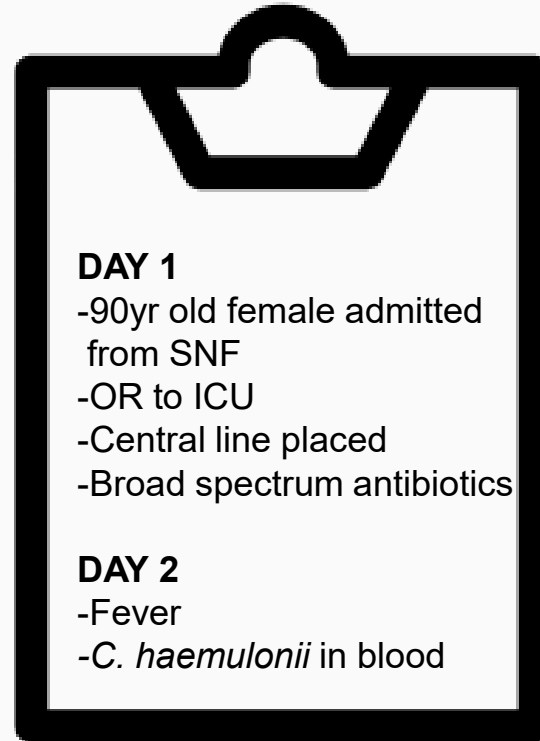 DAY 1
-90yr old female admitted
from SNF
-OR to ICU
-Central line placed
-Broad spectrum antibiotics
DAY 2
-Fever
-C. haemulonii in blood